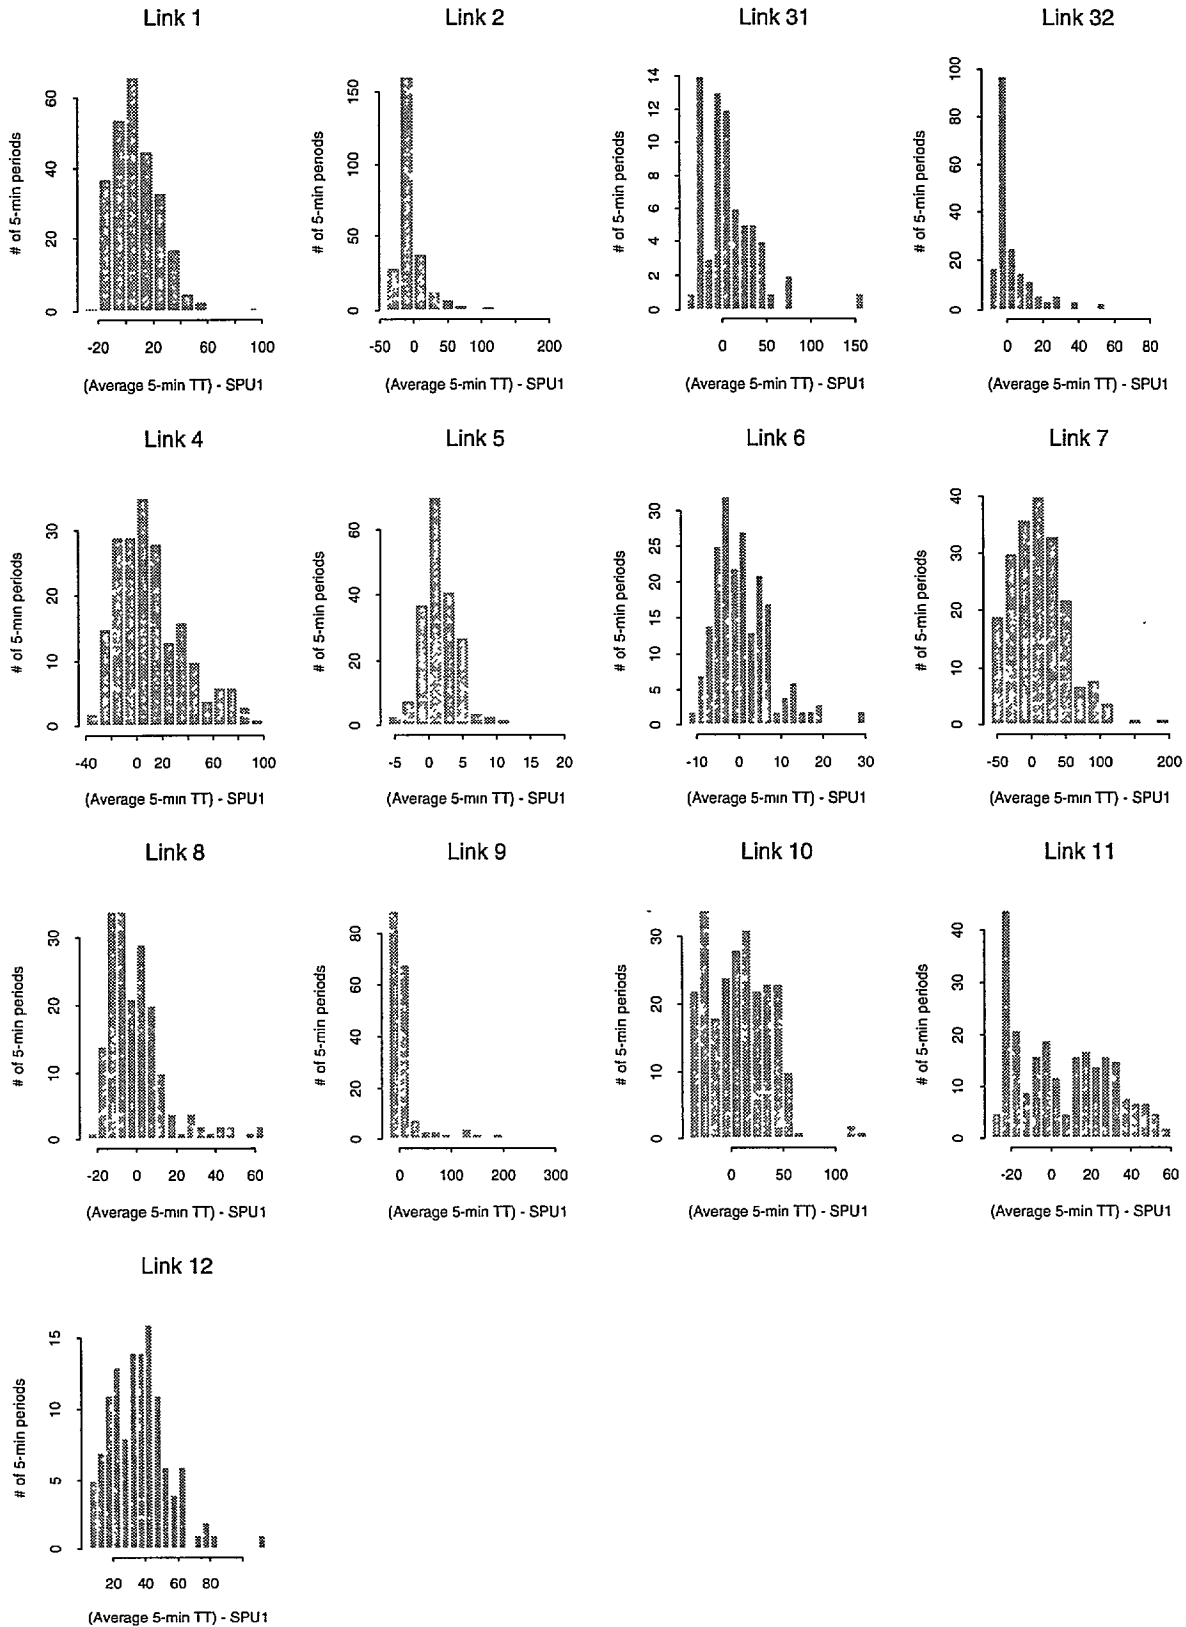 Link 1
# of 5-min periods
0 20 40 60
-20 20 60 100
(Average 5-min TT) - SPU1
Link 2
# of 5-min periods
0 50 100 150
-50 0 50 100 200
(Average 5-min TT) - SPU1
Link 31
# of 5-min periods
0 2 4 6 8 10 12 14
0 50 100 150
(Average 5-min TT) - SPU1
Link 32
# of 5-min periods
0 20 40 60 80 100
0 20 40 60 80
(Average 5-min TT) - SPU1
Link 4
# of 5-min periods
0 10 20 30
-40 0 20 60 100
(Average 5-min TT) - SPU1
Link 5
# of 5-min periods
0 20 40 60
-5 0 5 10 15 20
(Average 5-min TT) - SPU1
Link 6
# of 5-min periods
0 5 10 15 20 25 30
-10 0 10 20 30
(Average 5-min TT) - SPU1
Link 7
# of 5-min periods
0 10 20 30 40
-50 0 50 100 200
(Average 5-min TT) - SPU1
Link 8
# of 5-min periods
0 10 20 30
-20 0 20 40 60
(Average 5-min TT) - SPU1
Link 9
# of 5-min periods
0 20 40 60 80
0 100 200 300
(Average 5-min TT) - SPU1
Link 10
# of 5-min periods
0 10 20 30
0 50 100
(Average 5-min TT) - SPU1
Link 11
# of 5-min periods
0 10 20 30 40
-20 0 20 40 60
(Average 5-min TT) - SPU1
Link 12
# of 5-min periods
0 5 10 15
20 40 60 80
(Average 5-min TT) - SPU1